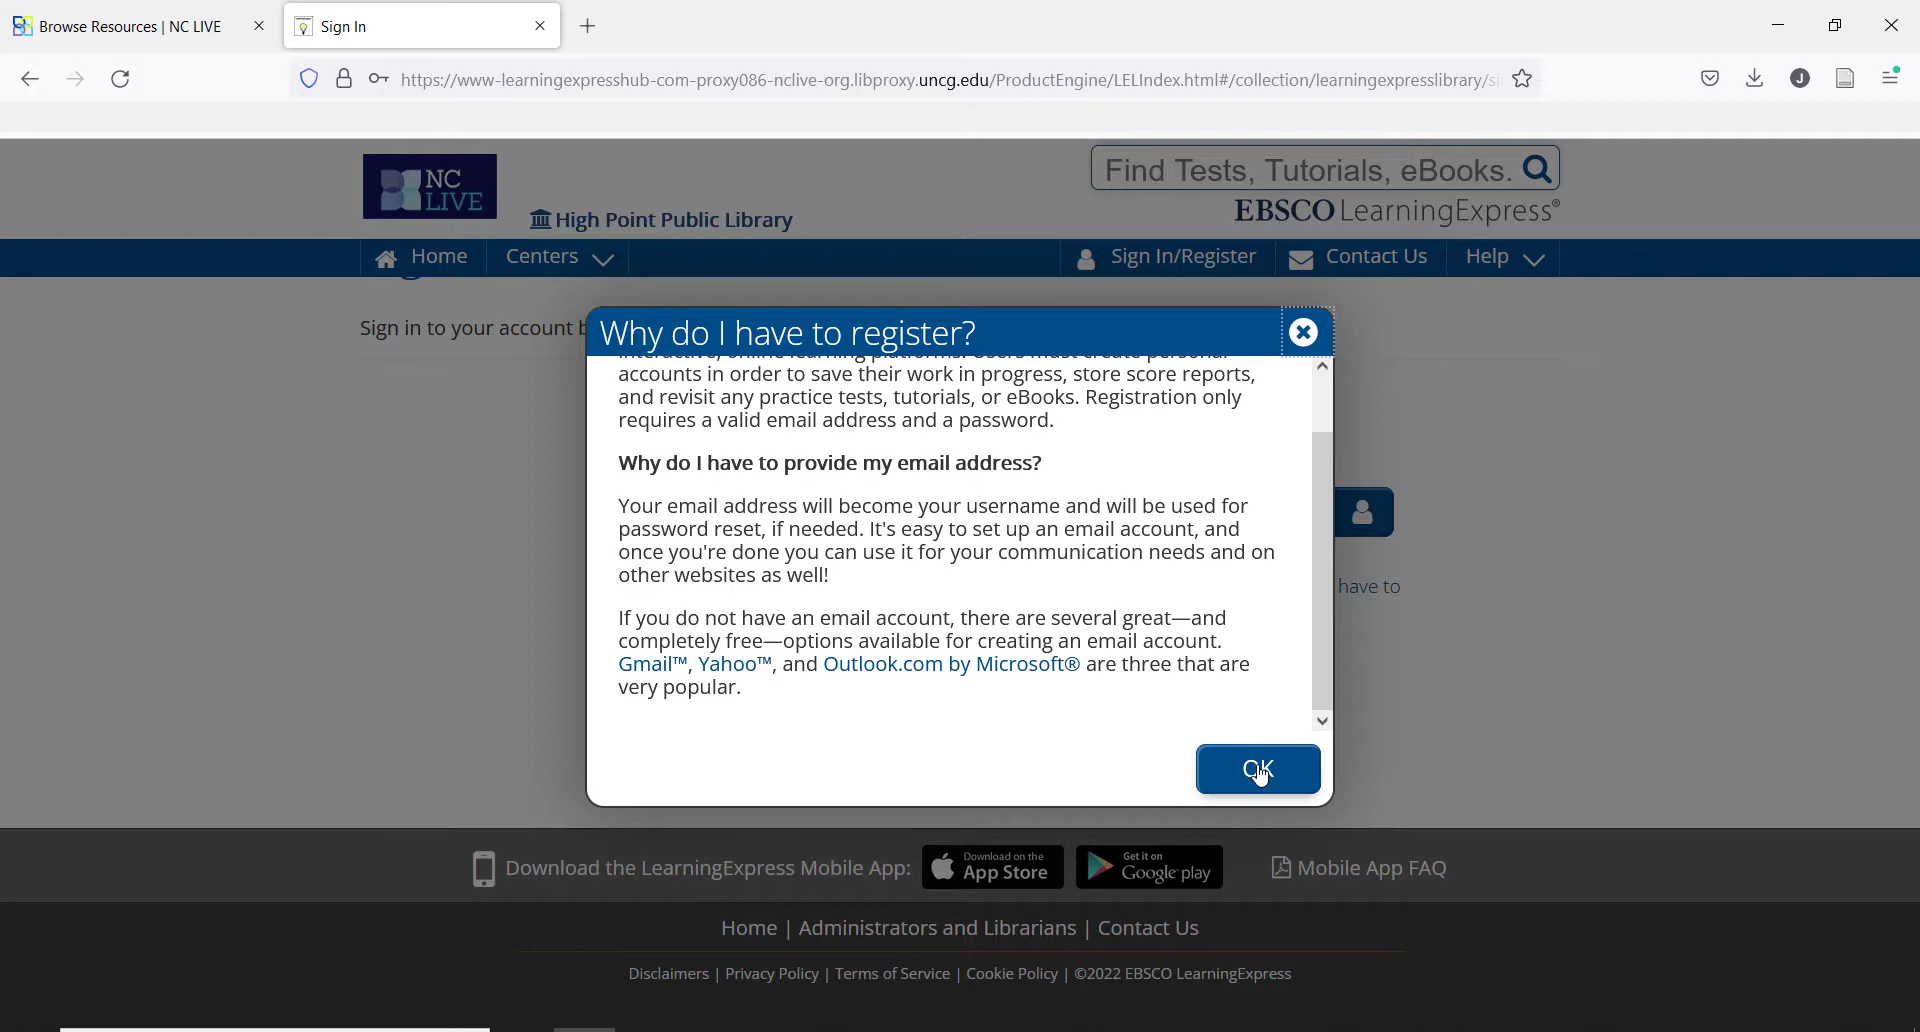 Browse Resources | NC LIVE
Sign In
https://www-learningexpresshub-com-proxy086-nclive-org.libproxy.uncg.edu/ProductEngine/LELIndex.html#/collection/learningexpresslibrary/si
J
NC LIVE
High Point Public Library
Find Tests, Tutorials, eBooks.
EBSCO LearningExpress®
Home
Centers
Sign In/Register
Contact Us
Help
Sign in to your account
Why do I have to register?
interactive, online learning platforms. Users must create personal
accounts in order to save their work in progress, store score reports,
and revisit any practice tests, tutorials, or eBooks. Registration only
requires a valid email address and a password.
Why do I have to provide my email address?
Your email address will become your username and will be used for
password reset, if needed. It's easy to set up an email account, and
once you're done you can use it for your communication needs and on
other websites as well!
If you do not have an email account, there are several great—and
completely free—options available for creating an email account.
Gmail™, Yahoo™, and Outlook.com by Microsoft® are three that are
very popular.
have to
OK
Download the LearningExpress Mobile App:
Download on the
App Store
Get it on
Google play
Mobile App FAQ
Home | Administrators and Librarians | Contact Us
Disclaimers | Privacy Policy | Terms of Service | Cookie Policy | ©2022 EBSCO LearningExpress